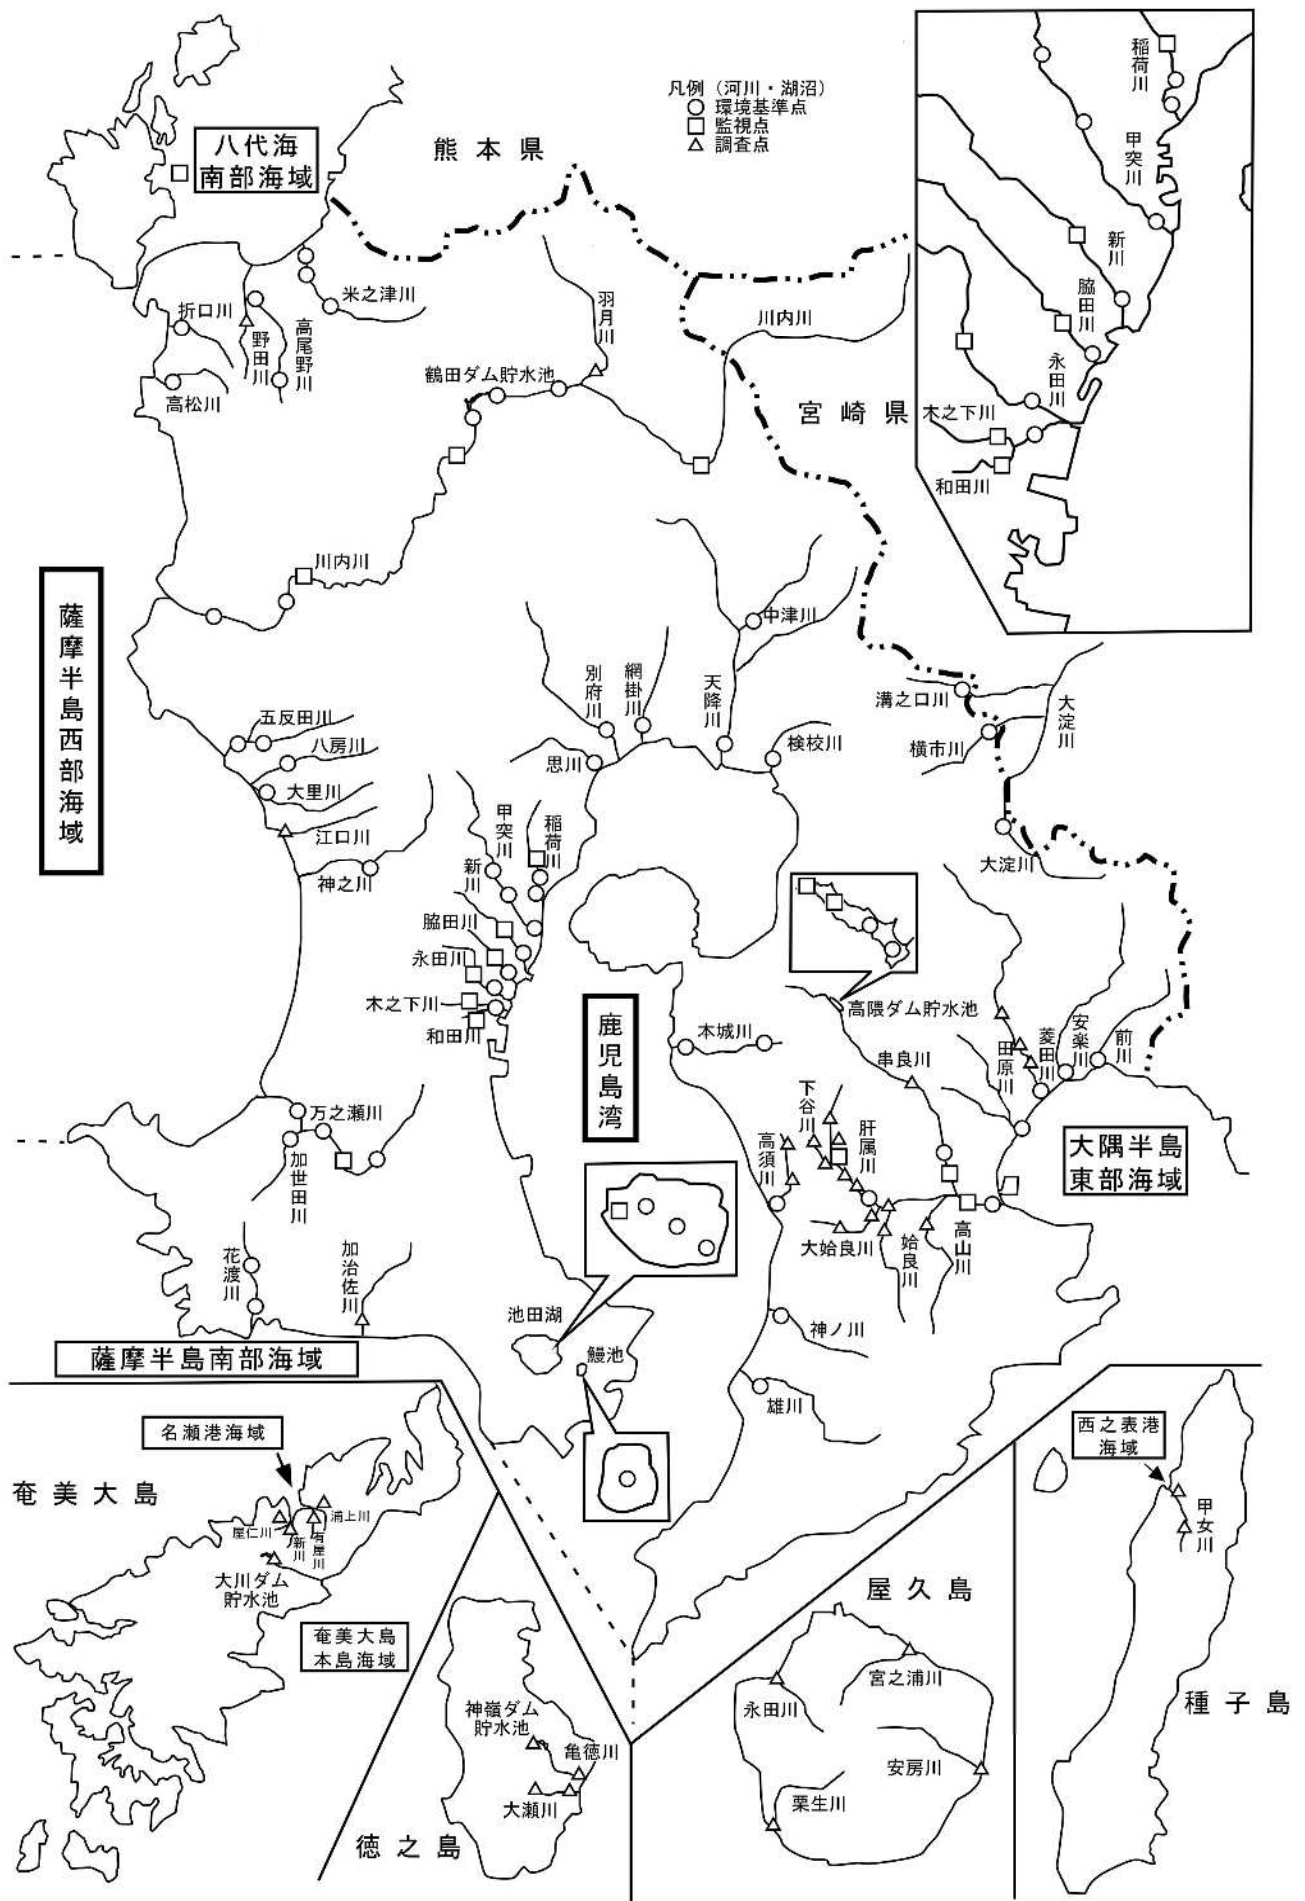 凡例（河川・湖沼）
○ 環境基準点
□ 監視点
△ 調査点
八代海
南部海域
熊本県
稲荷川
甲突川
新川
脇田川
永田川
木之下川
和田川
宮崎県
折口川
高松川
野田川
高尾野川
米之津川
羽月川
川内川
鶴田ダム貯水池
川内川
薩摩半島西部海域
中津川
別府川
網掛川
天降川
検校川
思川
溝之口川
横市川
大淀川
大淀川
五反田川
八房川
大里川
江口川
神之川
甲突川
稲荷川
新川
脇田川
永田川
木之下川
和田川
鹿児島湾
本城川
高隈ダム貯水池
串良川
田原川
菱田川
安楽川
前川
大隅半島
東部海域
下谷川
肝属川
高須川
大姶良川
姶良川
高山川
万之瀬川
加世田川
花渡川
加治佐川
池田湖
鰻池
神ノ川
雄川
薩摩半島南部海域
名瀬港海域
奄美大島
屋仁川
新川
有屋川
浦上川
大川ダム
貯水池
奄美大島
本島海域
神嶺ダム
貯水池
亀徳川
大瀬川
徳之島
屋久島
宮之浦川
永田川
安房川
栗生川
西之表港
海域
甲女川
種子島